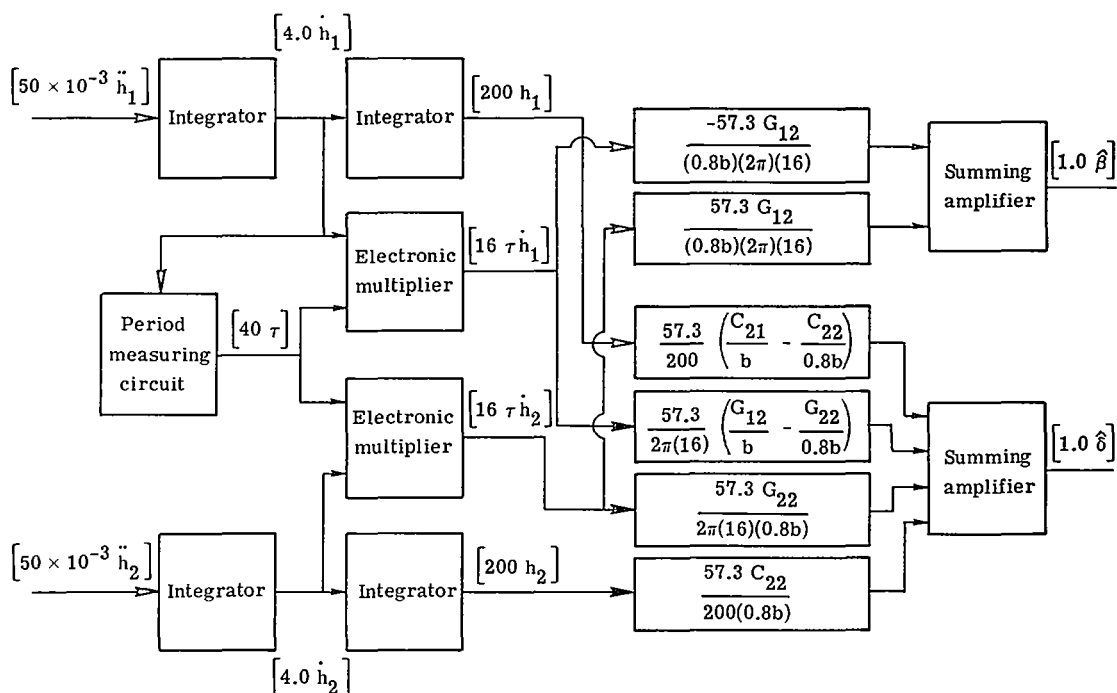 [4.0 ḣ₁]
[50 × 10⁻³ ḧ₁]
Integrator
Integrator
[200 h₁]
-57.3 G₁₂
(0.8b)(2π)(16)
Summing
amplifier
[1.0 β̂]
57.3 G₁₂
(0.8b)(2π)(16)
Electronic
multiplier
[16 τ ḣ₁]
Period
measuring
circuit
[40 τ]
57.3/200 (C₂₁/b - C₂₂/0.8b)
Electronic
multiplier
[16 τ ḣ₂]
57.3/2π(16) (G₁₂/b - G₂₂/0.8b)
Summing
amplifier
[1.0 δ̂]
57.3 G₂₂
2π(16)(0.8b)
[50 × 10⁻³ ḧ₂]
Integrator
Integrator
[200 h₂]
57.3 C₂₂
200(0.8b)
[4.0 ḣ₂]